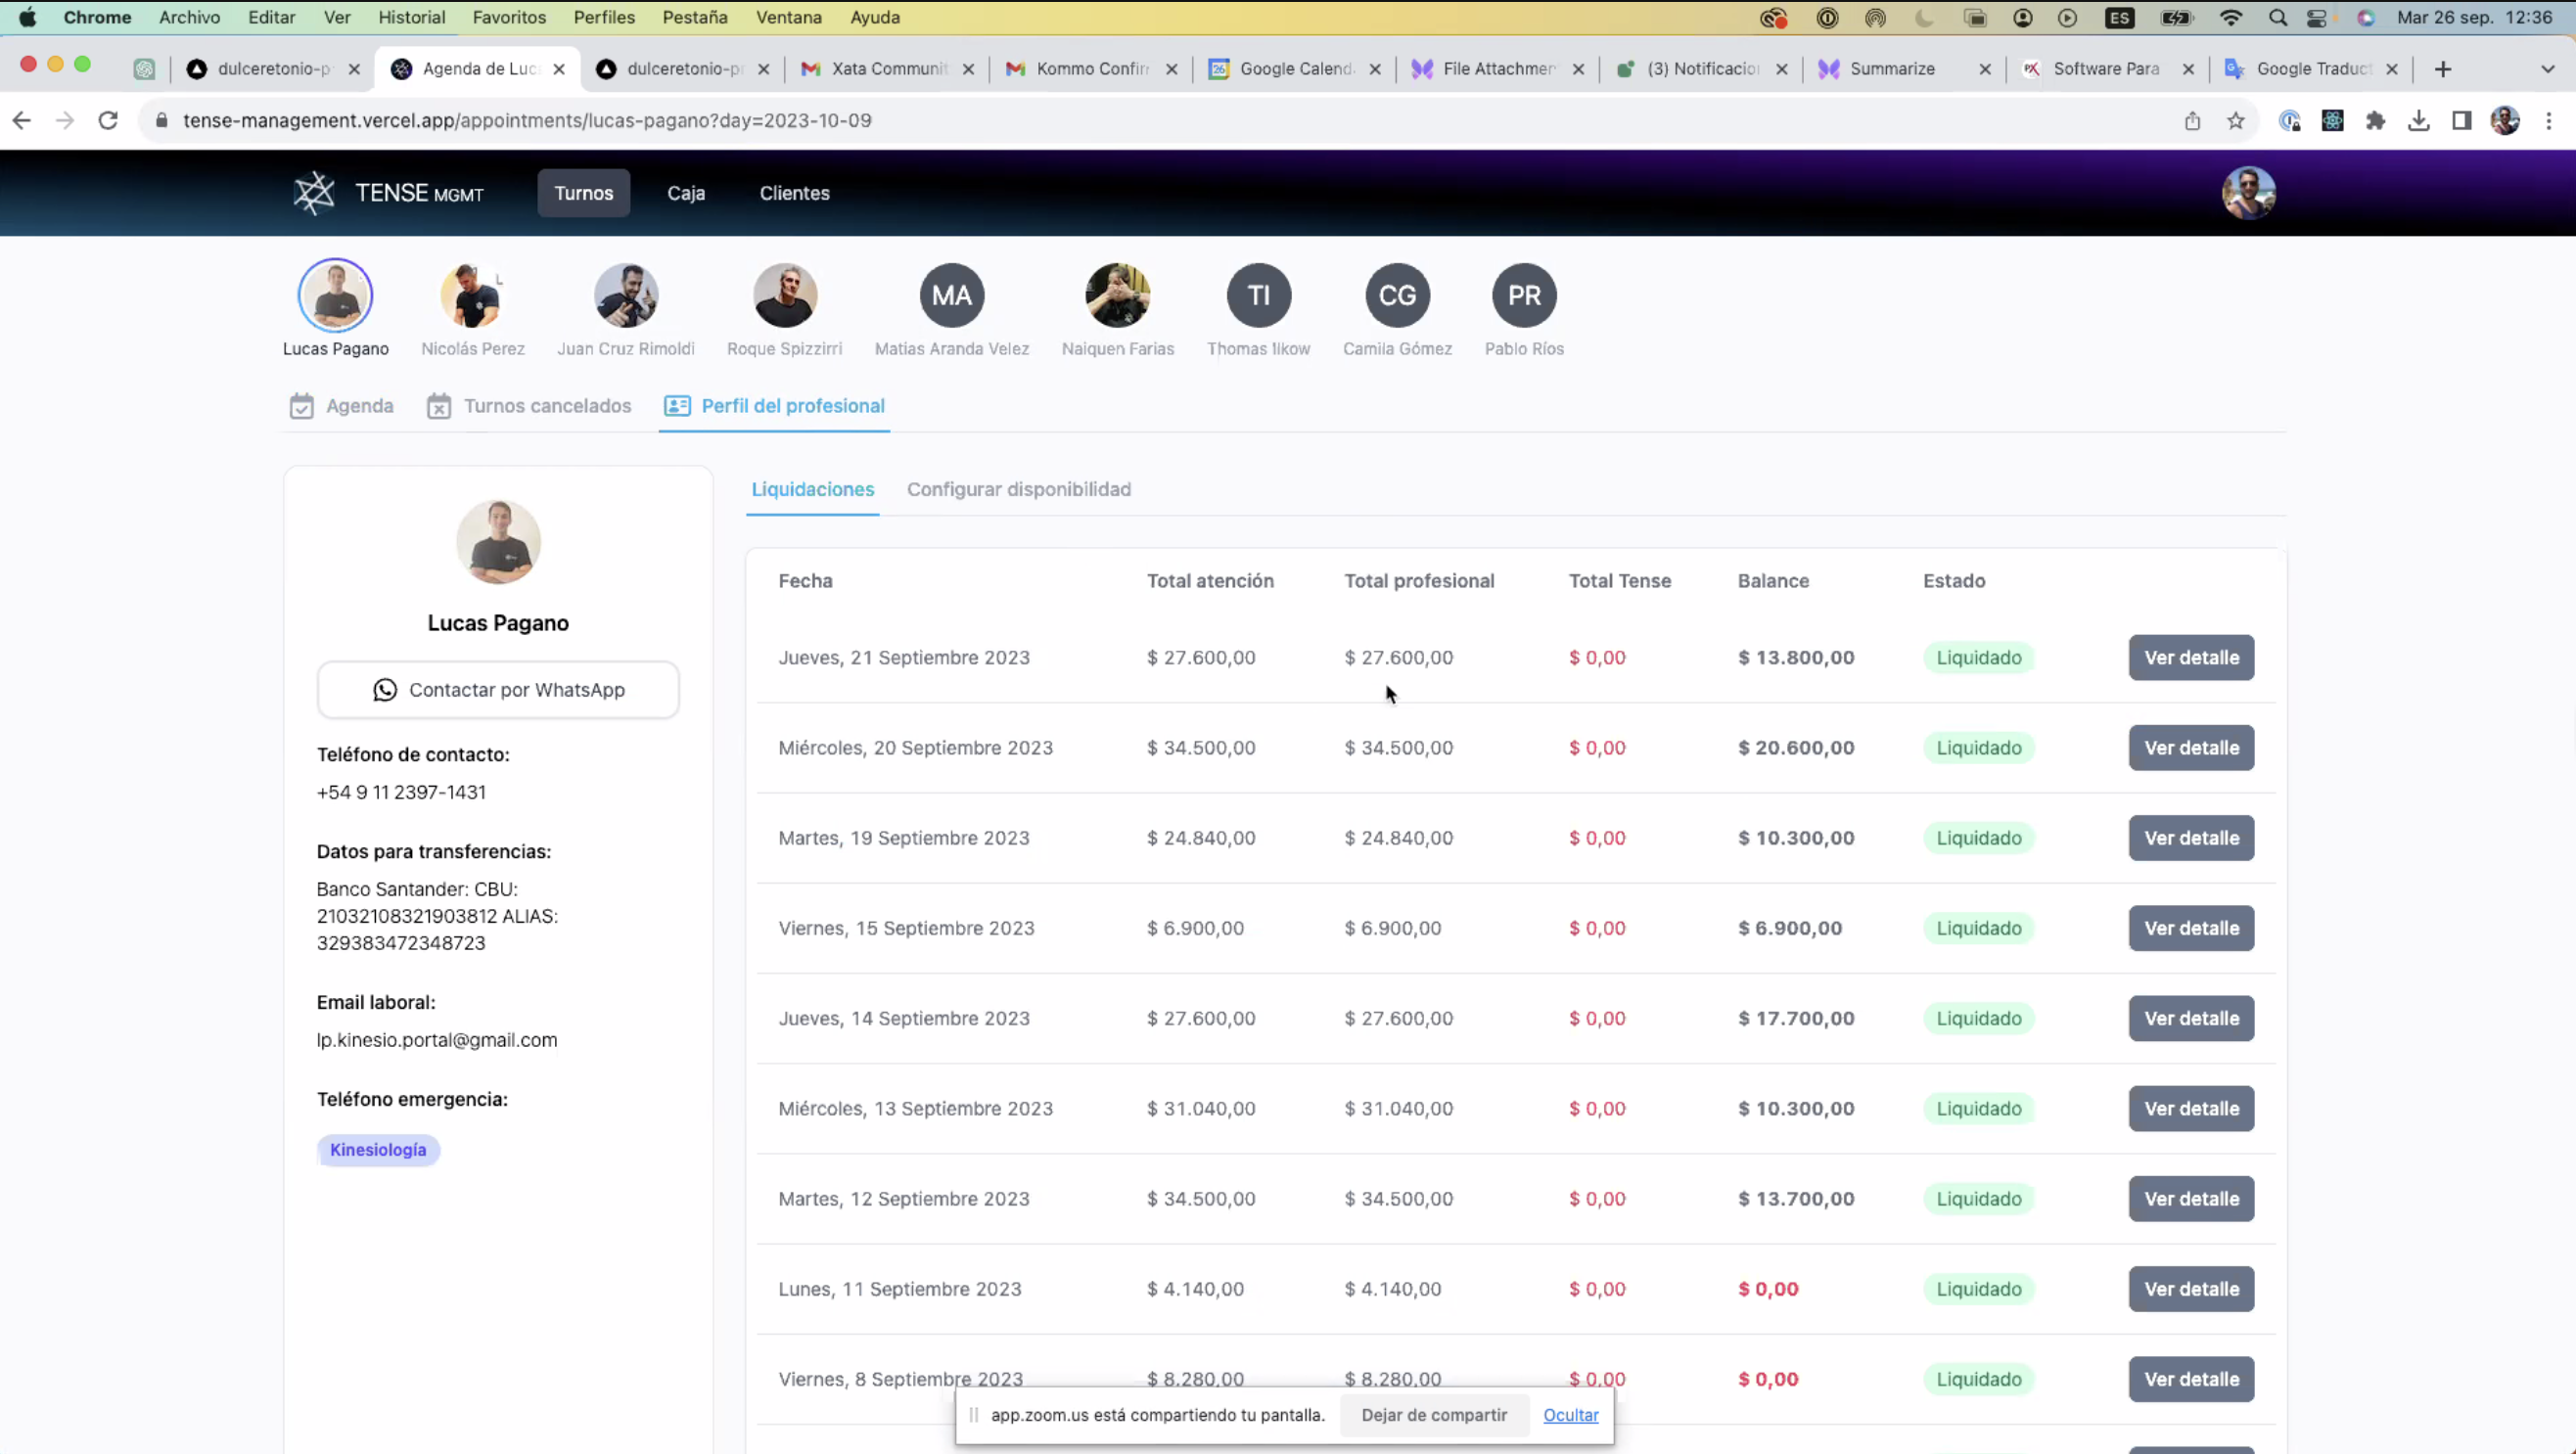 Chrome Archivo Editar Ver Historial Favoritos Perfiles Pestaña Ventana Ayuda ES Mar 26 sep. 12:36
dulceretonio-p Agenda de Luc dulceretonio-pr Xata Communit Kommo Confir Google Calend File Attachmen (3) Notificacio Summarize Software Para Google Traduct
tense-management.vercel.app/appointments/lucas-pagano?day=2023-10-09
TENSE MGMT Turnos Caja Clientes
MA TI CG PR
Lucas Pagano Nicolás Perez Juan Cruz Rimoldi Roque Spizzirri Matias Aranda Velez Naiquen Farias Thomas Ilkow Camila Gómez Pablo Ríos
Agenda Turnos cancelados Perfil del profesional
Lucas Pagano
Contactar por WhatsApp
Teléfono de contacto:
+54 9 11 2397-1431
Datos para transferencias:
Banco Santander: CBU:
21032108321903812 ALIAS:
329383472348723
Email laboral:
lp.kinesio.portal@gmail.com
Teléfono emergencia:
Kinesiología
Liquidaciones Configurar disponibilidad
Fecha Total atención Total profesional Total Tense Balance Estado
Jueves, 21 Septiembre 2023 $ 27.600,00 $ 27.600,00 $ 0,00 $ 13.800,00 Liquidado Ver detalle
Miércoles, 20 Septiembre 2023 $ 34.500,00 $ 34.500,00 $ 0,00 $ 20.600,00 Liquidado Ver detalle
Martes, 19 Septiembre 2023 $ 24.840,00 $ 24.840,00 $ 0,00 $ 10.300,00 Liquidado Ver detalle
Viernes, 15 Septiembre 2023 $ 6.900,00 $ 6.900,00 $ 0,00 $ 6.900,00 Liquidado Ver detalle
Jueves, 14 Septiembre 2023 $ 27.600,00 $ 27.600,00 $ 0,00 $ 17.700,00 Liquidado Ver detalle
Miércoles, 13 Septiembre 2023 $ 31.040,00 $ 31.040,00 $ 0,00 $ 10.300,00 Liquidado Ver detalle
Martes, 12 Septiembre 2023 $ 34.500,00 $ 34.500,00 $ 0,00 $ 13.700,00 Liquidado Ver detalle
Lunes, 11 Septiembre 2023 $ 4.140,00 $ 4.140,00 $ 0,00 $ 0,00 Liquidado Ver detalle
Viernes, 8 Septiembre 2023 $ 8.280,00 $ 8.280,00 $ 0,00 $ 0,00 Liquidado Ver detalle
app.zoom.us está compartiendo tu pantalla. Dejar de compartir Ocultar